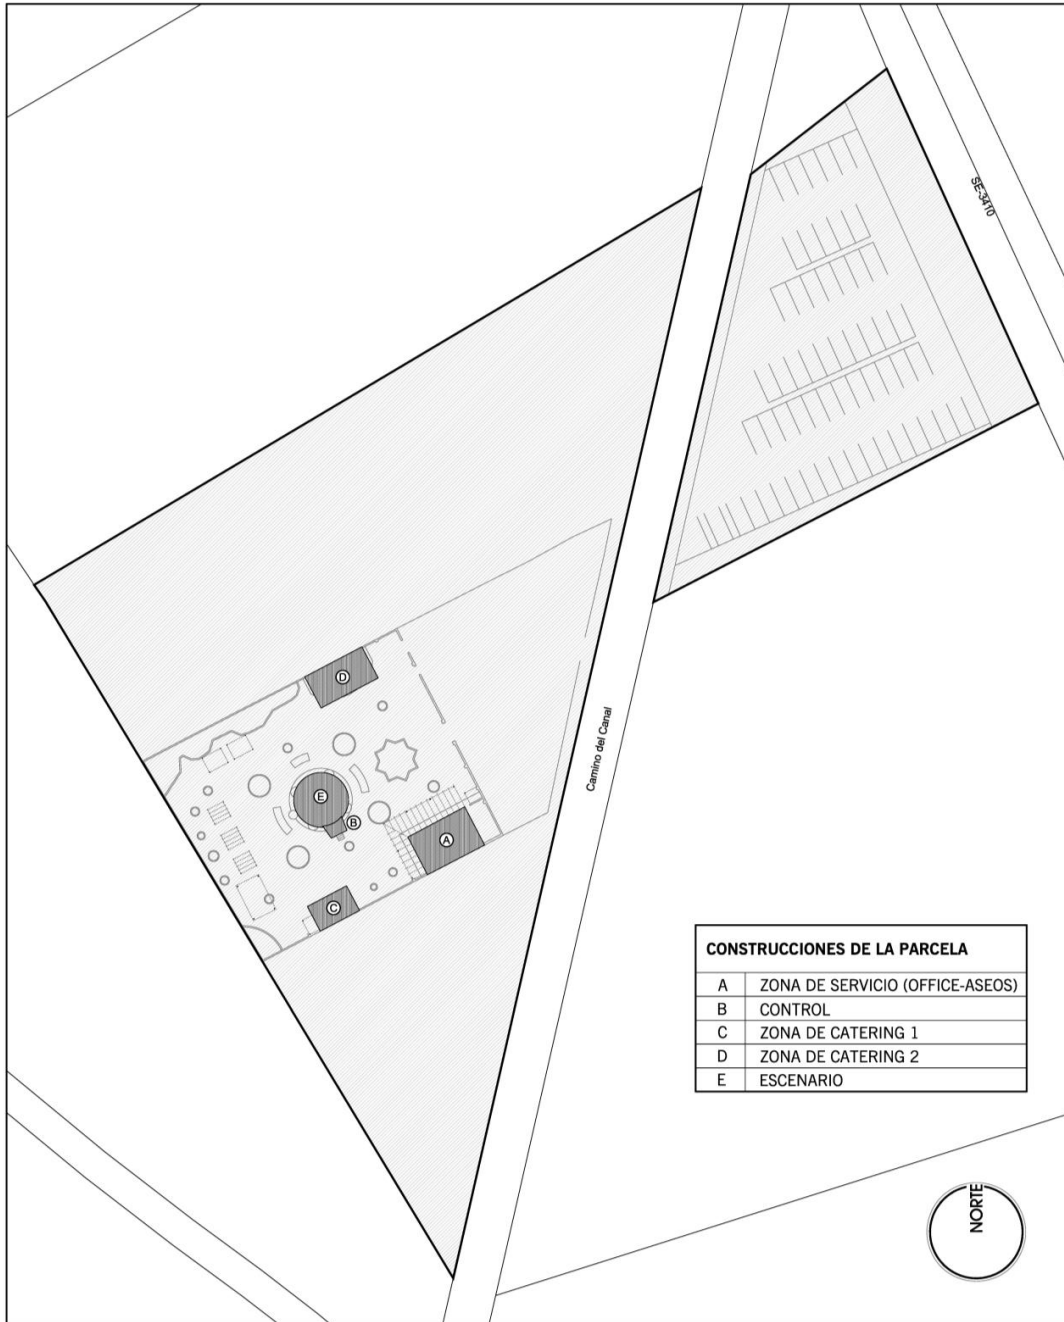 SE-3410
D
E
B
A
C
Camino del Canal
CONSTRUCCIONES DE LA PARCELA
A ZONA DE SERVICIO (OFFICE-ASEOS)
B CONTROL
C ZONA DE CATERING 1
D ZONA DE CATERING 2
E ESCENARIO
NORTE